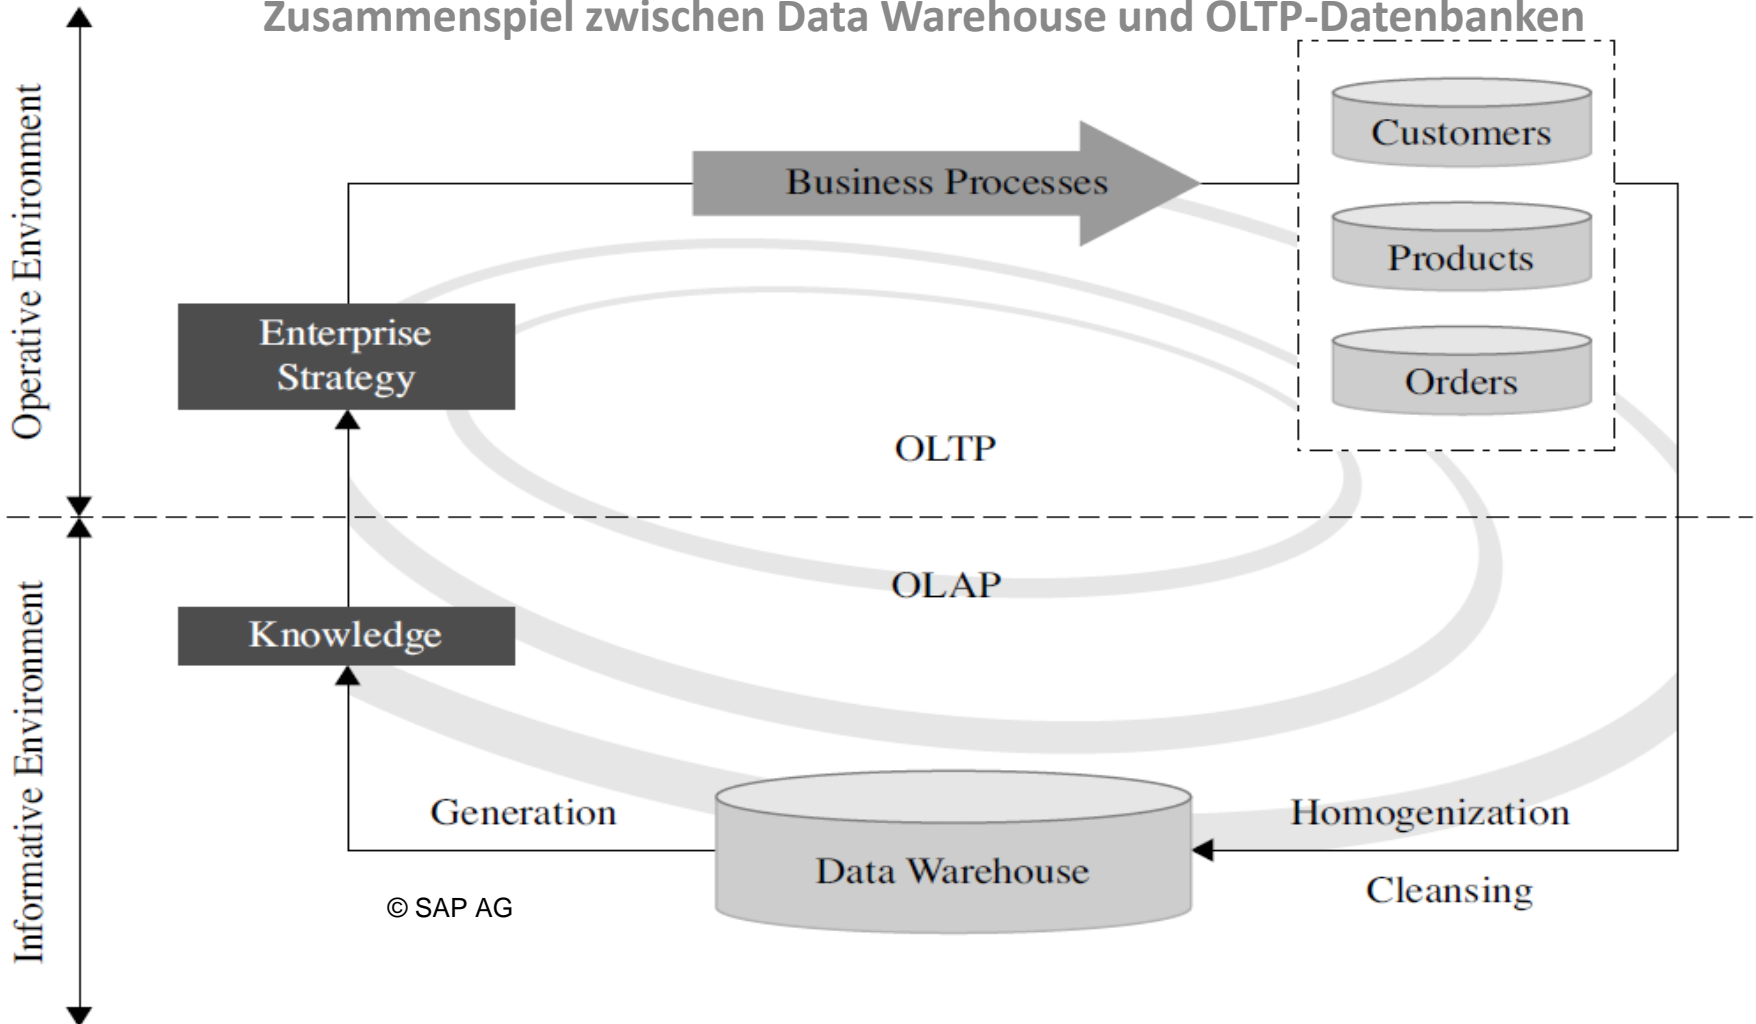 Zusammenspiel zwischen Data Warehouse und OLTP-Datenbanken
Operative Environment
Business Processes
Customers
Products
Orders
Enterprise
Strategy
OLTP
OLAP
Informative Environment
Knowledge
Generation
Data Warehouse
Homogenization
Cleansing
© SAP AG